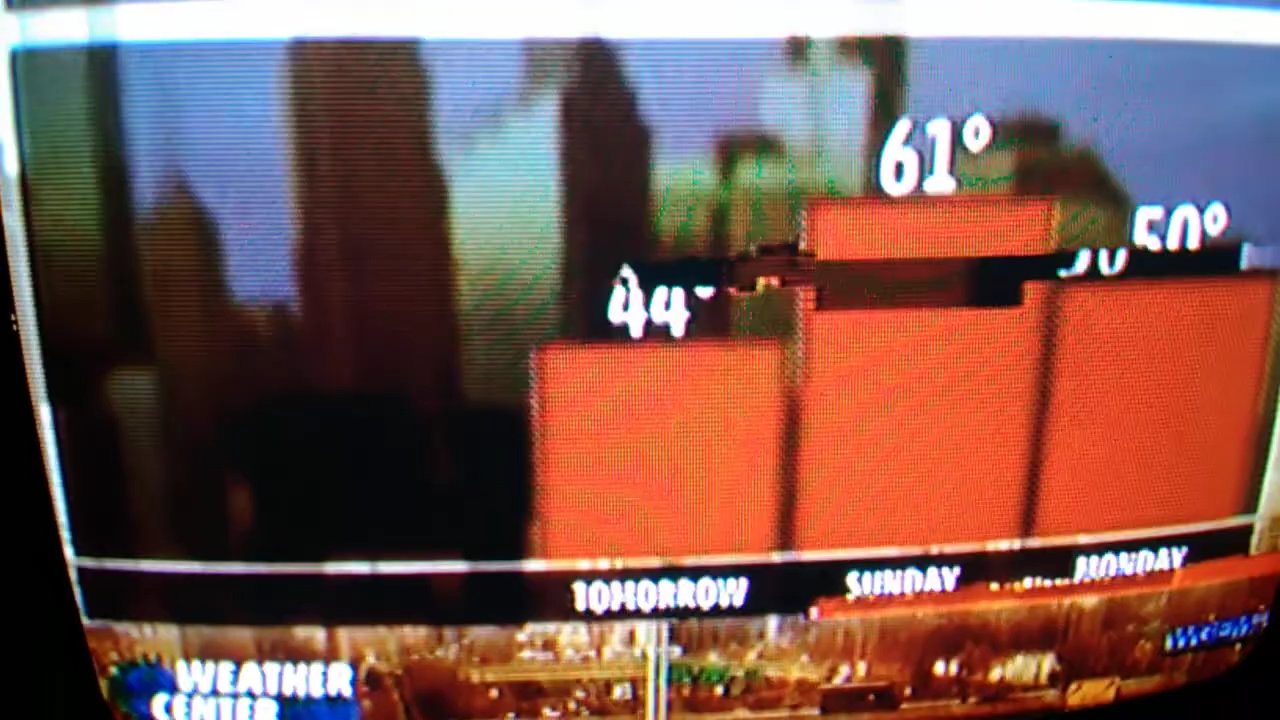 61°
50°
44°
TOMORROW SUNDAY MONDAY
WEATHER
CENTER